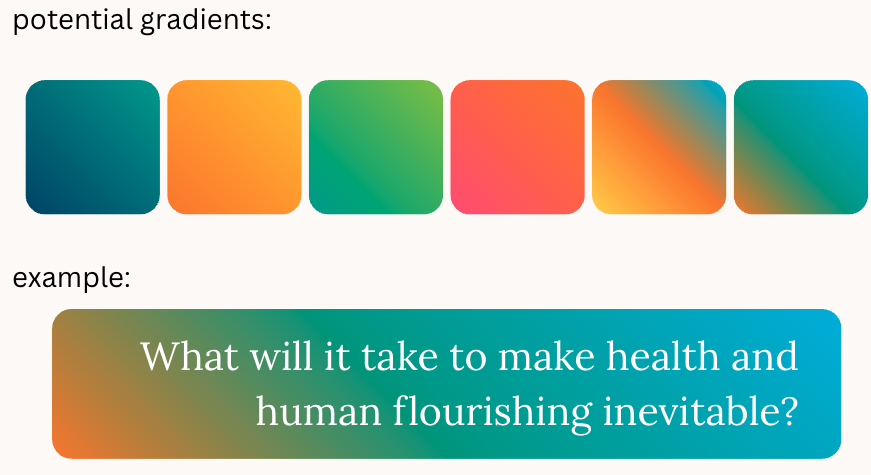 potential gradients:
example:
What will it take to make health and
human flourishing inevitable?